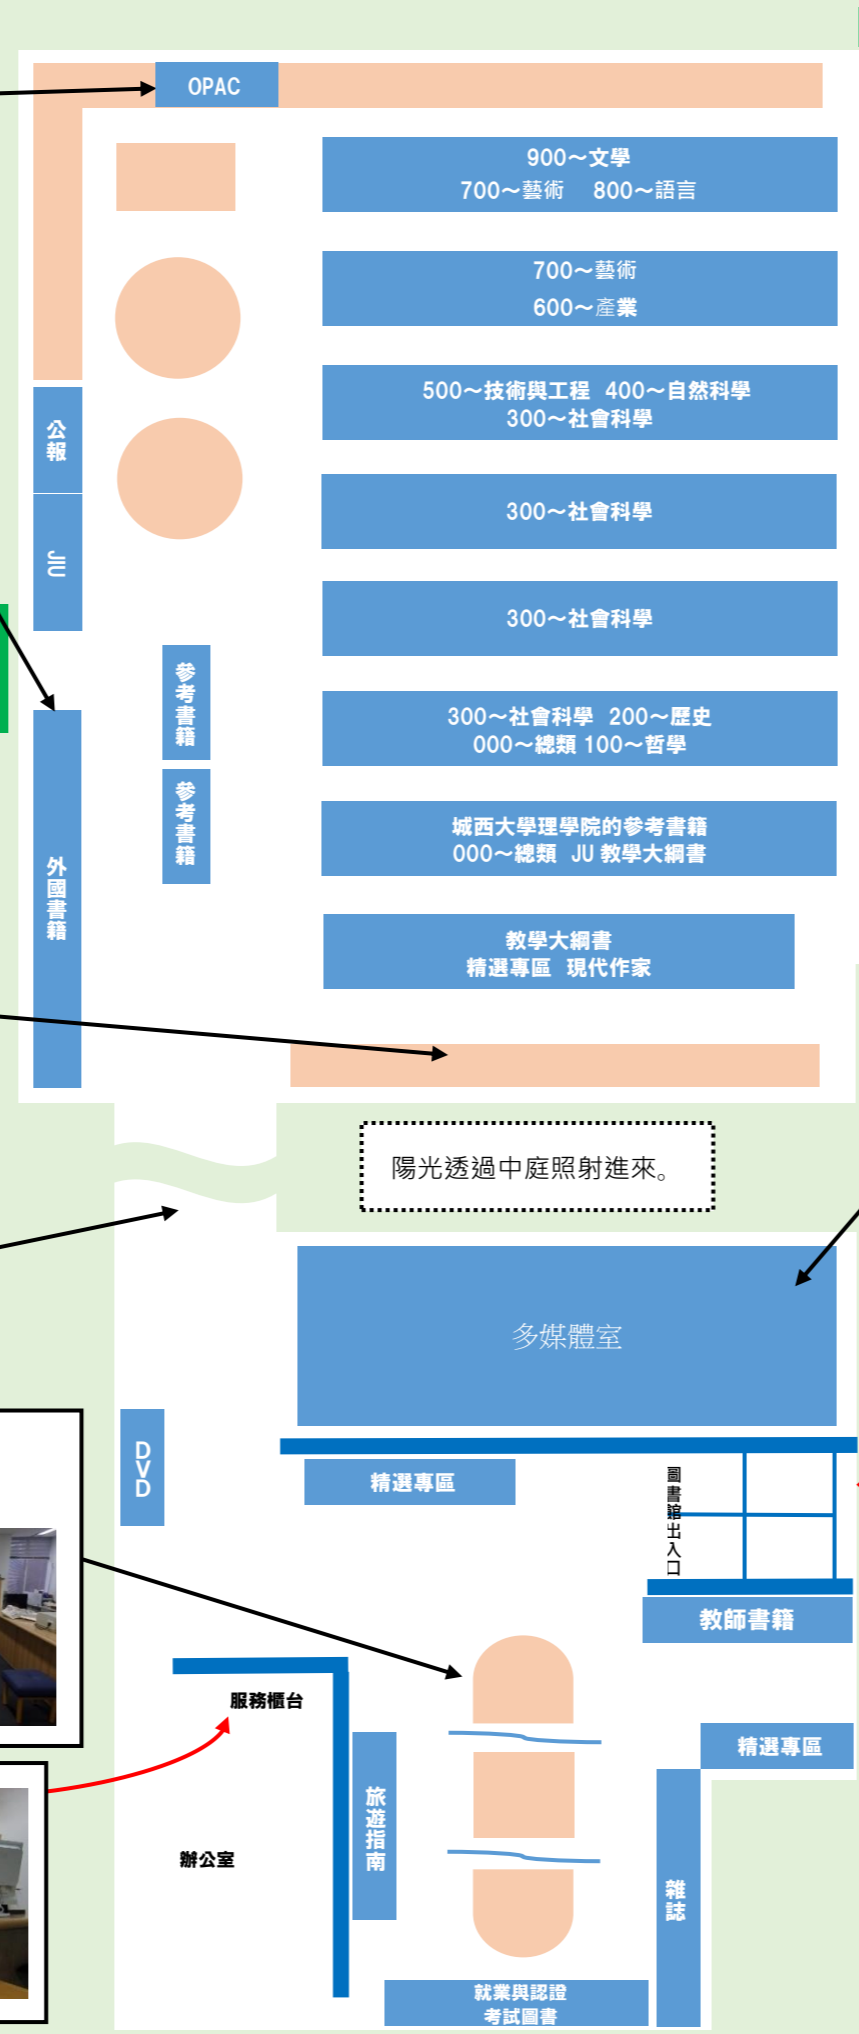 OPAC
900～文學
700～藝術 800～語言
700～藝術
600～產業
500～技術與工程 400～自然科學
300～社會科學
公報
JIU
300～社會科學
300～社會科學
參考書籍
300～社會科學 200～歷史
000～總類 100～哲學
參考書籍
城西大學理學院的參考書籍
000～總類 JU 教學大綱書
外國書籍
教學大綱書
精選專區 現代作家
陽光透過中庭照射進來。
多媒體室
DVD
精選專區
圖書館出入口
教師書籍
服務櫃台
精選專區
旅遊指南
辦公室
雜誌
就業與認證
考試圖書